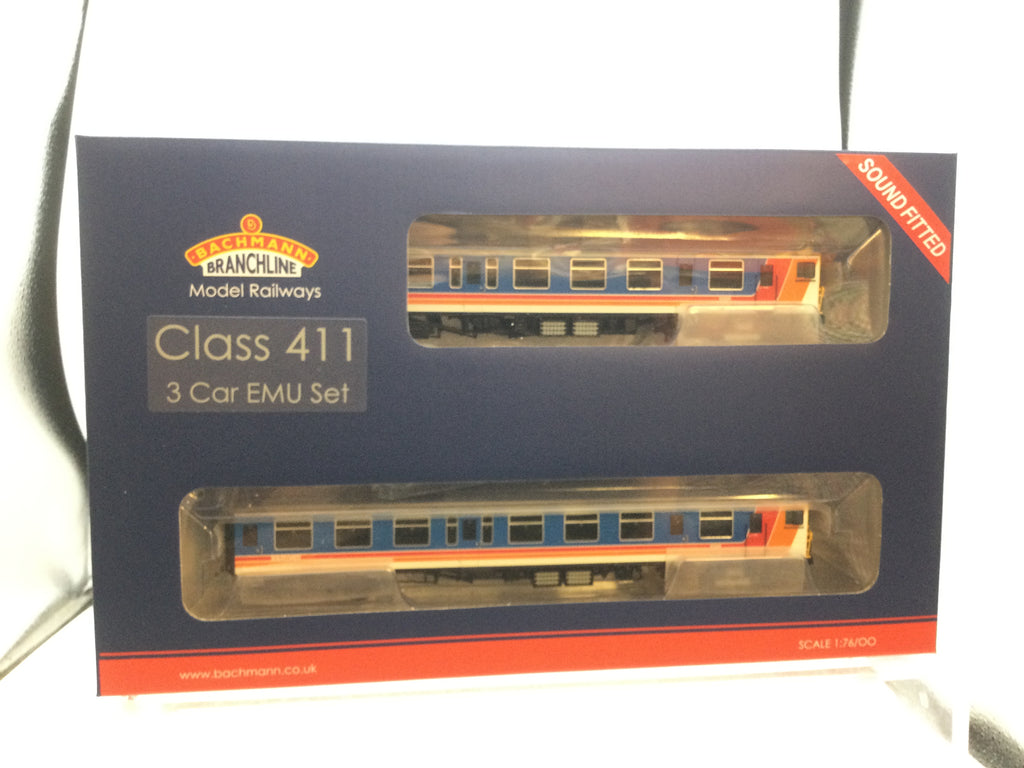 SOUND FITTED
BACHMANN
BRANCHLINE
Model Railways
Class 411
3 Car EMU Set
SCALE 1:76/OO
www.bachmann.co.uk